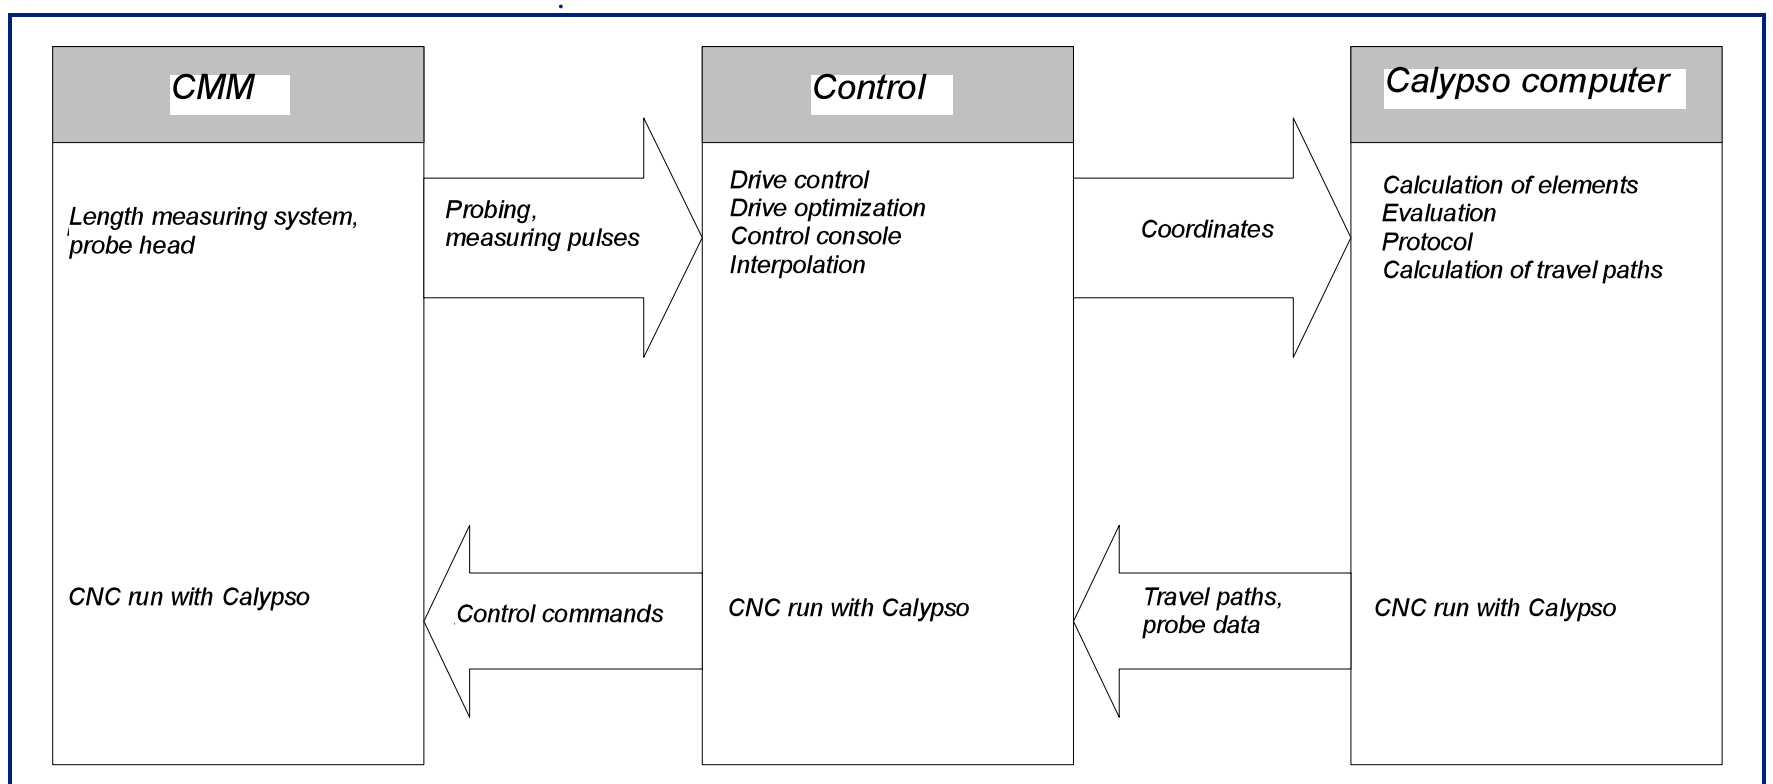 CMM
Length measuring system,
probe head
CNC run with Calypso
Probing,
measuring pulses
Control commands
Control
Drive control
Drive optimization
Control console
Interpolation
CNC run with Calypso
Coordinates
Travel paths,
probe data
Calypso computer
Calculation of elements
Evaluation
Protocol
Calculation of travel paths
CNC run with Calypso